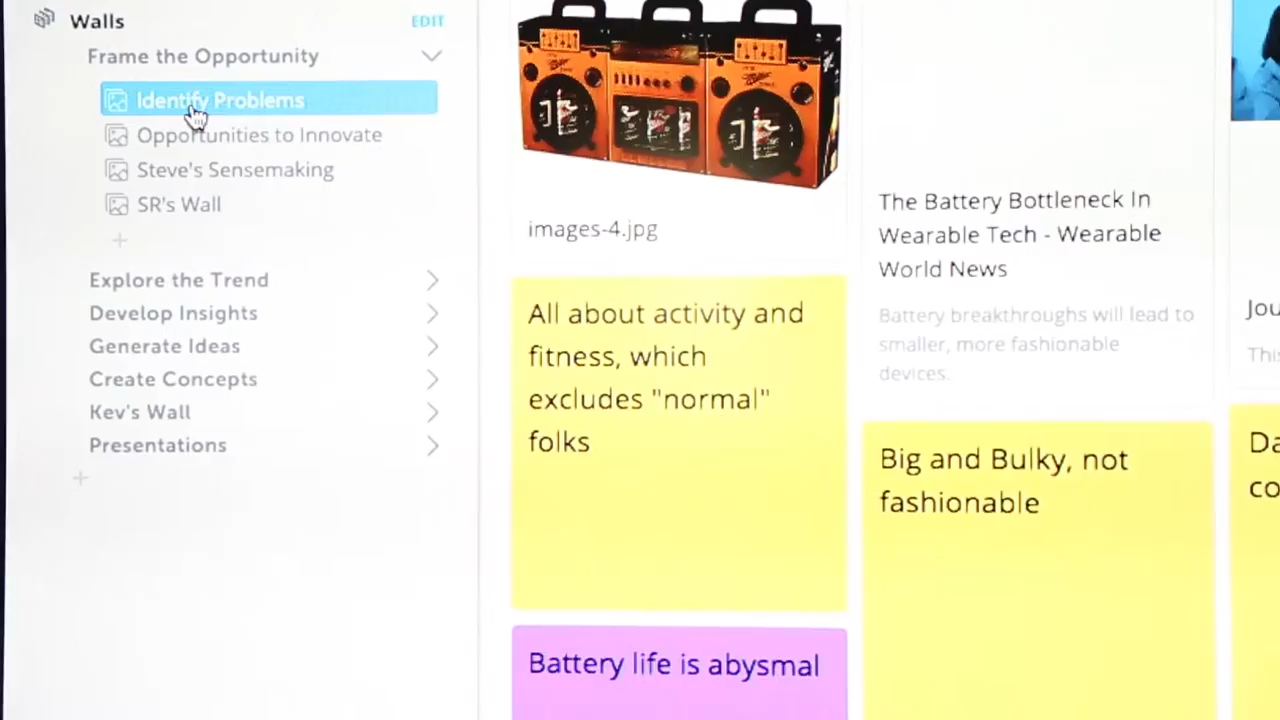 Walls
EDIT
Frame the Opportunity
Identify Problems
Opportunities to Innovate
Steve's Sensemaking
SR's Wall
Explore the Trend
Develop Insights
Generate Ideas
Create Concepts
Kev's Wall
Presentations
images-4.jpg
All about activity and
fitness, which
excludes "normal"
folks
Battery life is abysmal
The Battery Bottleneck In
Wearable Tech - Wearable
World News
Battery breakthroughs will lead to
smaller, more fashionable
devices.
Big and Bulky, not
fashionable